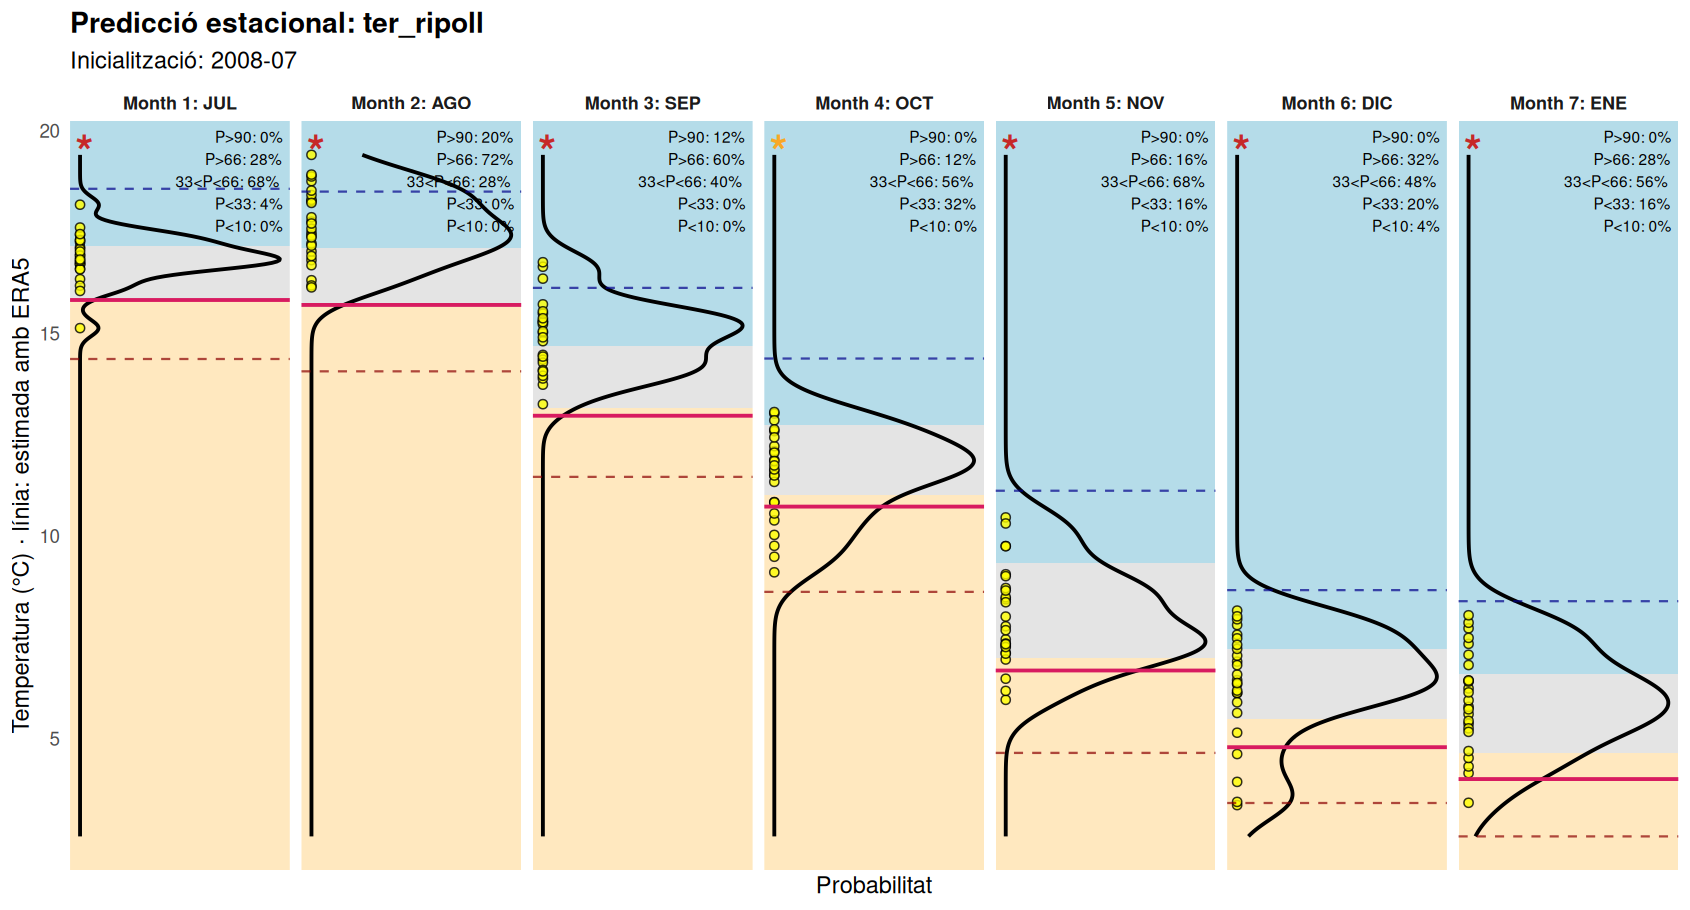 Predicció estacional: ter_ripoll
Inicialització: 2008-07
Month 1: JUL
Month 2: AGO
Month 3: SEP
Month 4: OCT
Month 5: NOV
Month 6: DIC
Month 7: ENE
Temperatura (°C) · línia: estimada amb ERA5
20
15
10
5
*
P>90: 0%
P>66: 28%
33<P<66: 68%
P<33: 4%
P<10: 0%
*
P>90: 20%
P>66: 72%
33<P<66: 28%
P<33: 0%
P<10: 0%
*
P>90: 12%
P>66: 60%
33<P<66: 40%
P<33: 0%
P<10: 0%
*
P>90: 0%
P>66: 12%
33<P<66: 56%
P<33: 32%
P<10: 0%
*
P>90: 0%
P>66: 16%
33<P<66: 68%
P<33: 16%
P<10: 0%
*
P>90: 0%
P>66: 32%
33<P<66: 48%
P<33: 20%
P<10: 4%
*
P>90: 0%
P>66: 28%
33<P<66: 56%
P<33: 16%
P<10: 0%
Probabilitat